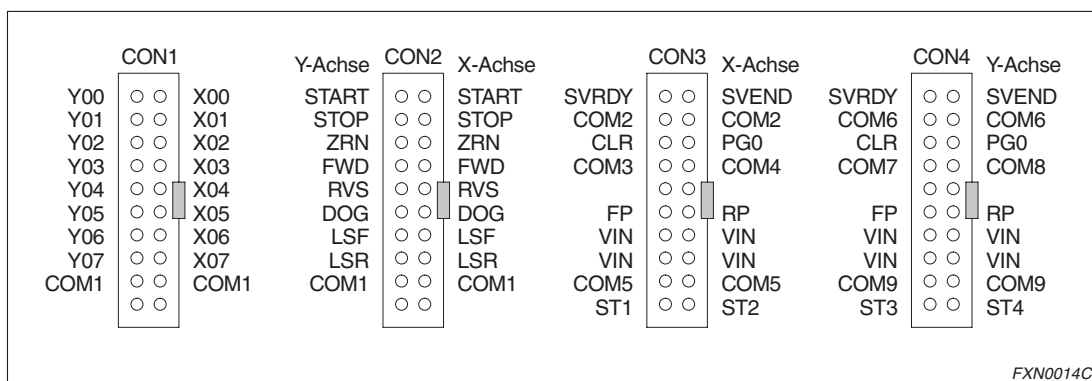 CON1 Y-Achse CON2 X-Achse CON3 X-Achse CON4 Y-Achse
Y00 X00 START START SVRDY SVEND SVRDY SVEND
Y01 X01 STOP STOP COM2 COM2 COM6 COM6
Y02 X02 ZRN ZRN CLR PG0 CLR PG0
Y03 X03 FWD FWD COM3 COM4 COM7 COM8
Y04 X04 RVS RVS
Y05 X05 DOG DOG FP RP FP RP
Y06 X06 LSF LSF VIN VIN VIN VIN
Y07 X07 LSR LSR VIN VIN VIN VIN
COM1 COM1 COM1 COM1 COM5 COM5 COM9 COM9
ST1 ST2 ST3 ST4
FXN0014C